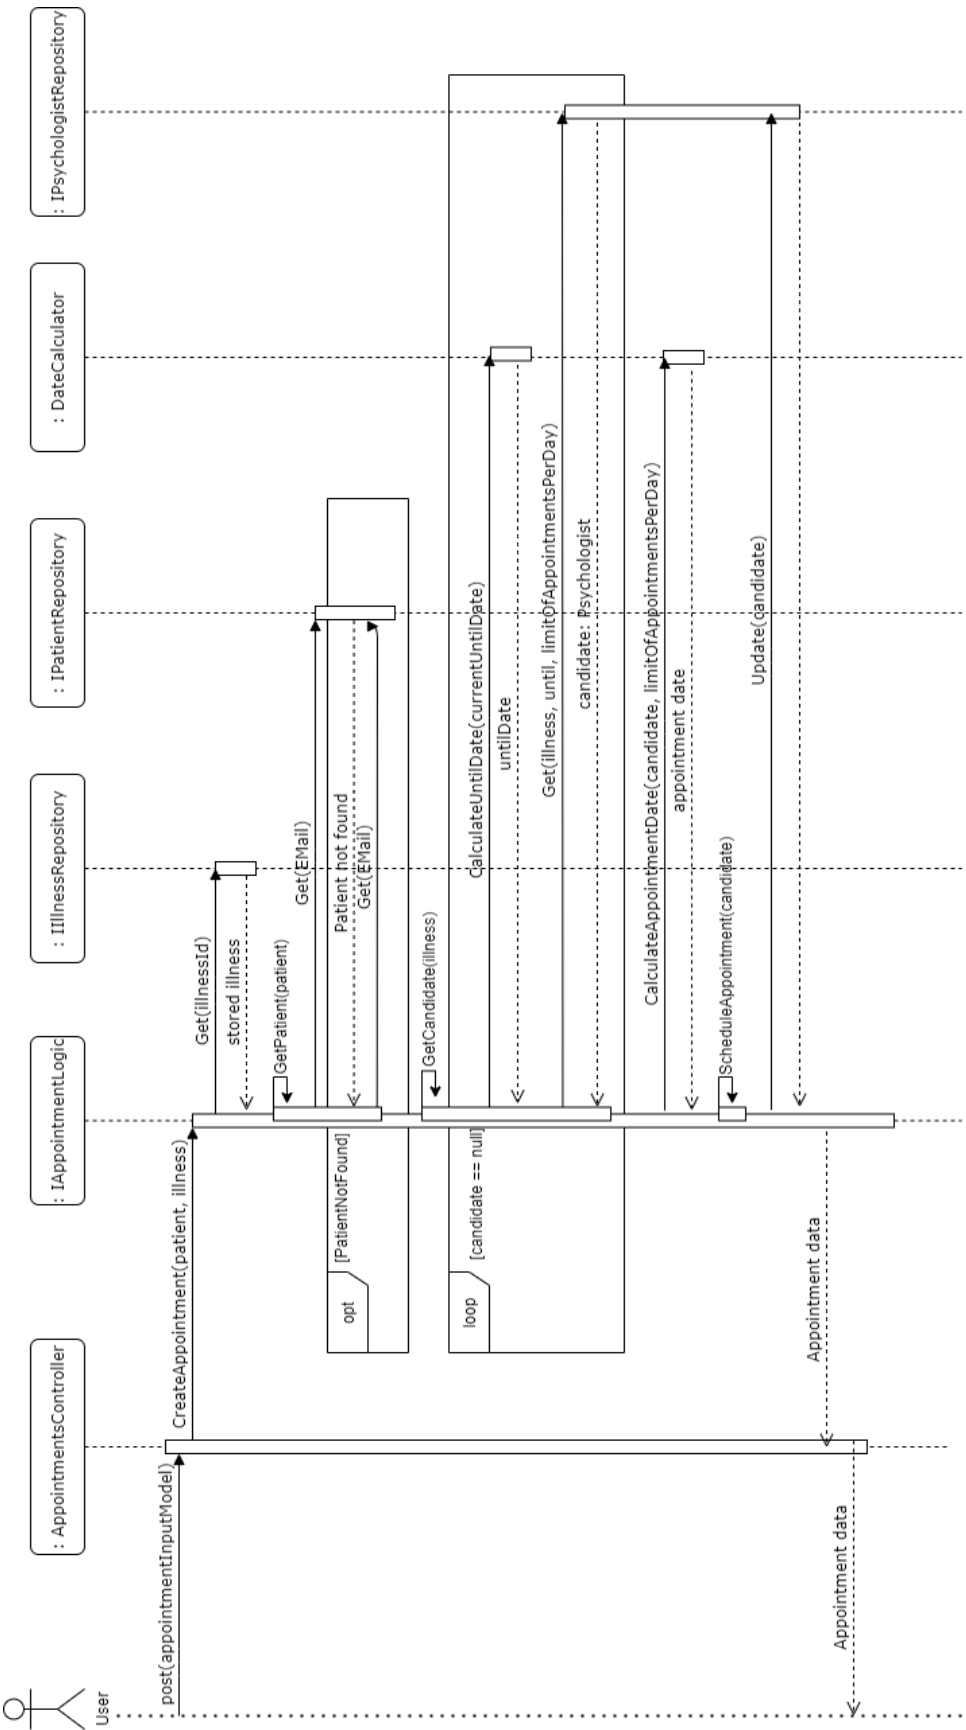 User
: AppointmentsController
: IAppointmentLogic
: IIllnessRepository
: IPatientRepository
: DateCalculator
: IPsychologistRepository
post(appointmentInputModel)
CreateAppointment(patient, illness)
Get(illnessId)
stored illness
GetPatient(patient)
Get(EMail)
opt
[PatientNotFound]
Patient not found
Get(EMail)
GetCandidate(illness)
loop
[candidate == null]
CalculateUntilDate(currentUntilDate)
untilDate
Get(illness, until, limitOfAppointmentsPerDay)
candidate: Psychologist
CalculateAppointmentDate(candidate, limitOfAppointmentsPerDay)
appointment date
ScheduleAppointment(candidate)
Update(candidate)
Appointment data
Appointment data